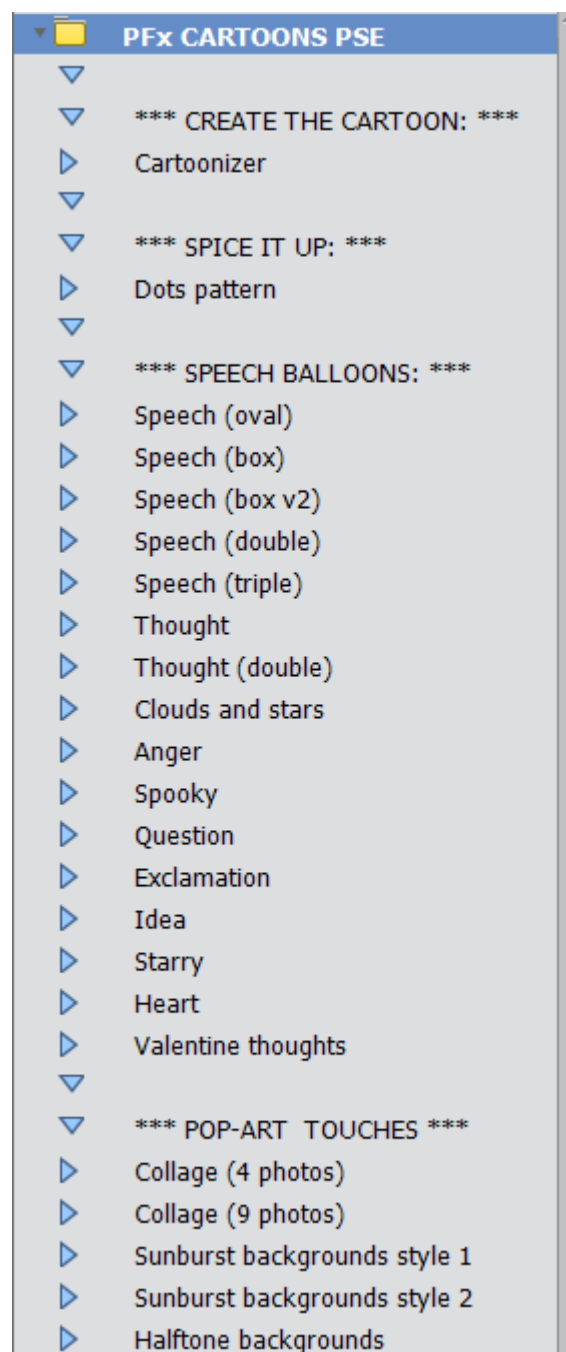 PFx CARTOONS PSE
*** CREATE THE CARTOON: ***
Cartoonizer
*** SPICE IT UP: ***
Dots pattern
*** SPEECH BALLOONS: ***
Speech (oval)
Speech (box)
Speech (box v2)
Speech (double)
Speech (triple)
Thought
Thought (double)
Clouds and stars
Anger
Spooky
Question
Exclamation
Idea
Starry
Heart
Valentine thoughts
*** POP-ART  TOUCHES ***
Collage (4 photos)
Collage (9 photos)
Sunburst backgrounds style 1
Sunburst backgrounds style 2
Halftone backgrounds